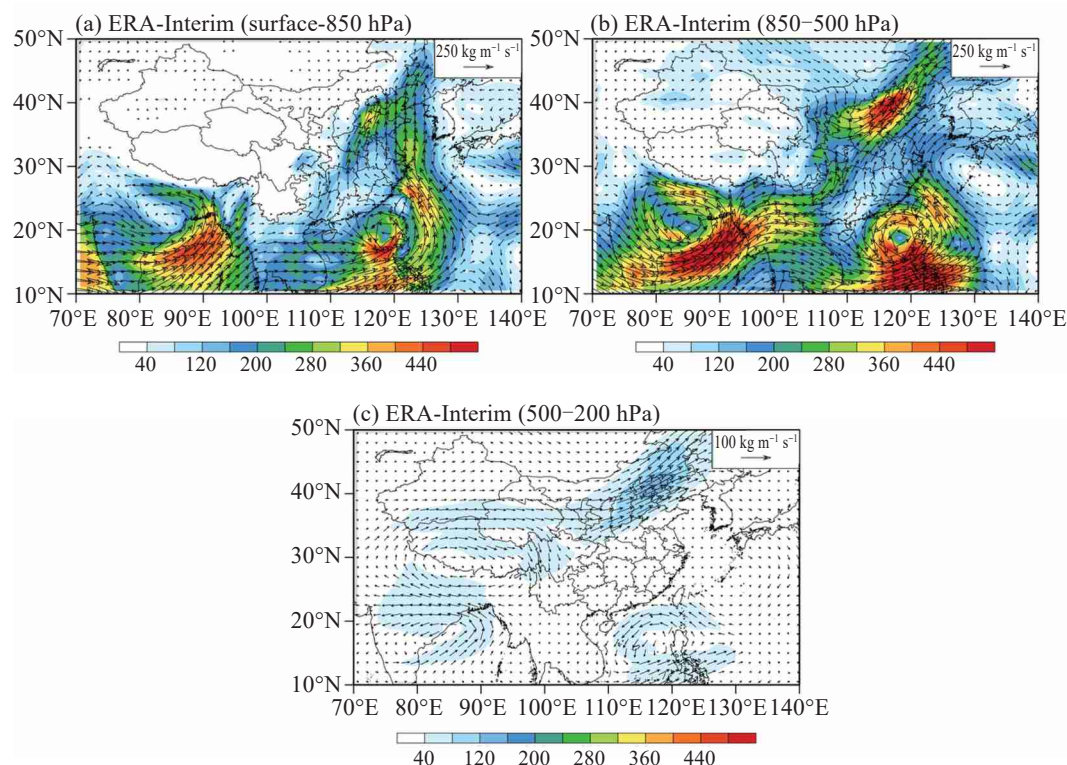 (a) ERA-Interim (surface-850 hPa)
250 kg m⁻¹ s⁻¹
50°N
40°N
30°N
20°N
10°N
70°E 80°E 90°E 100°E 110°E 120°E 130°E 140°E
40 120 200 280 360 440
(b) ERA-Interim (850−500 hPa)
250 kg m⁻¹ s⁻¹
50°N
40°N
30°N
20°N
10°N
70°E 80°E 90°E 100°E 110°E 120°E 130°E 140°E
40 120 200 280 360 440
(c) ERA-Interim (500−200 hPa)
100 kg m⁻¹ s⁻¹
50°N
40°N
30°N
20°N
10°N
70°E 80°E 90°E 100°E 110°E 120°E 130°E 140°E
40 120 200 280 360 440